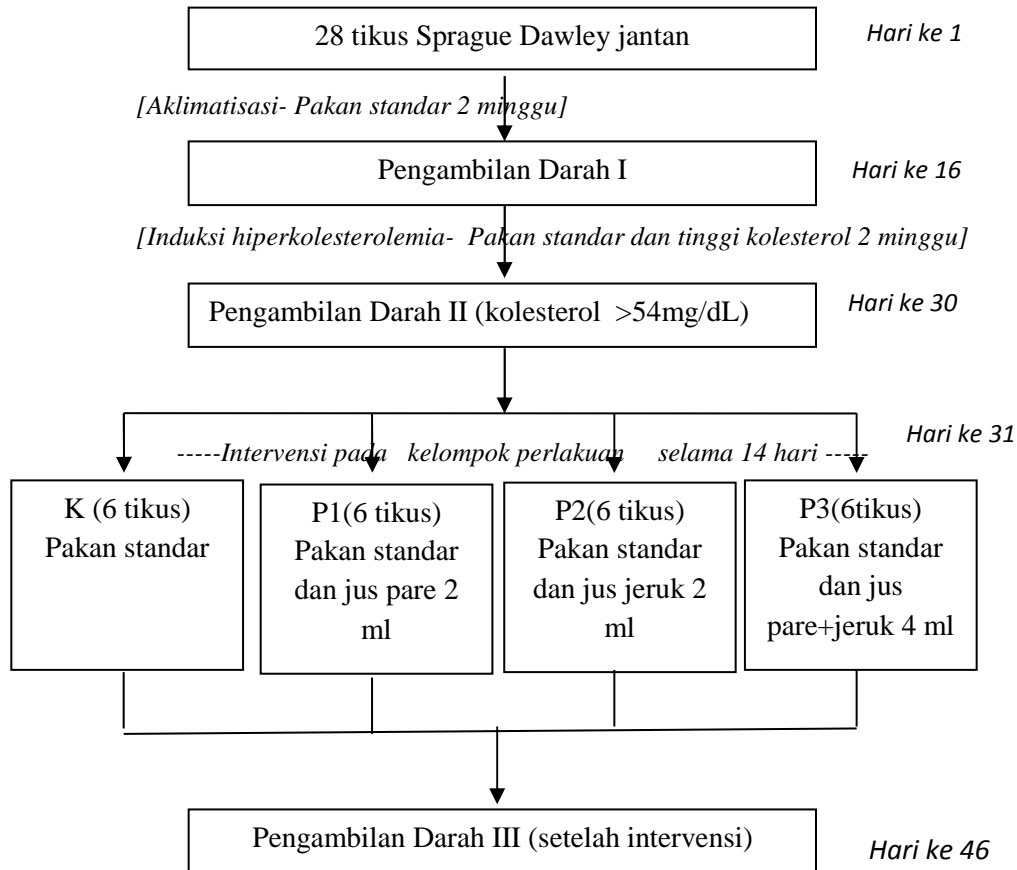 28 tikus Sprague Dawley jantan
Hari ke 1
[Aklimatisasi- Pakan standar 2 minggu]
Pengambilan Darah I
Hari ke 16
[Induksi hiperkolesterolemia- Pakan standar dan tinggi kolesterol 2 minggu]
Pengambilan Darah II (kolesterol >54mg/dL)
Hari ke 30
Hari ke 31
-----Intervensi pada kelompok perlakuan selama 14 hari -----
K (6 tikus)
Pakan standar
P1(6 tikus)
Pakan standar
dan jus pare 2
ml
P2(6 tikus)
Pakan standar
dan jus jeruk 2
ml
P3(6tikus)
Pakan standar
dan jus
pare+jeruk 4 ml
Pengambilan Darah III (setelah intervensi)
Hari ke 46